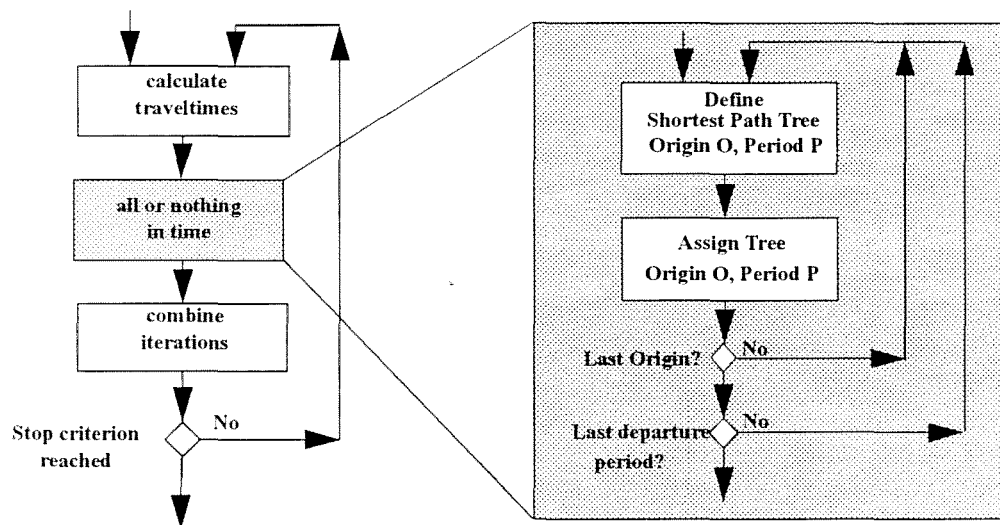 calculate
traveltimes
all or nothing
in time
combine
iterations
Stop criterion
reached
No
Define
Shortest Path Tree
Origin O, Period P
Assign Tree
Origin O, Period P
Last Origin?
No
Last departure
period?
No